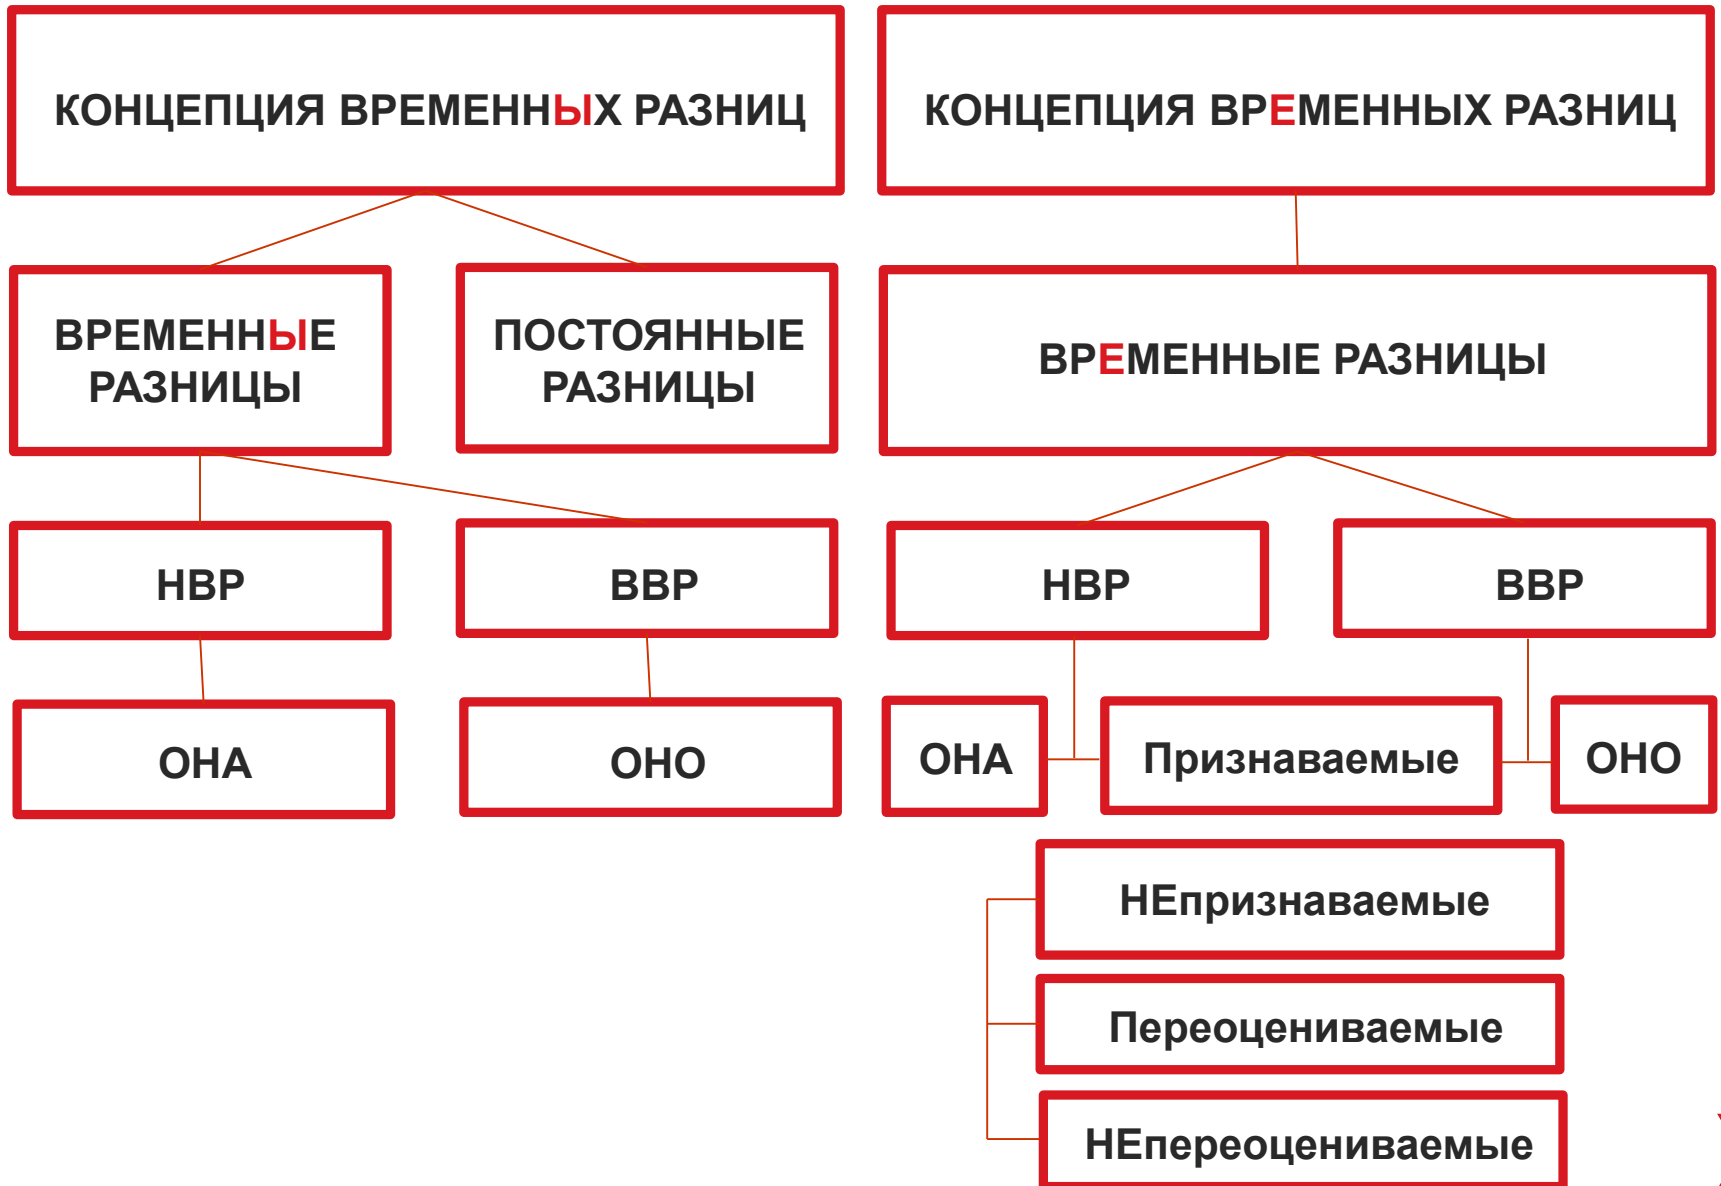 КОНЦЕПЦИЯ ВРЕМЕННЫХ РАЗНИЦ
ВРЕМЕННЫЕ
РАЗНИЦЫ
ПОСТОЯННЫЕ
РАЗНИЦЫ
НВР
ВВР
ОНА
ОНО
КОНЦЕПЦИЯ ВРЕМЕННЫХ РАЗНИЦ
ВРЕМЕННЫЕ РАЗНИЦЫ
НВР
ВВР
ОНА
Признаваемые
ОНО
НЕпризнаваемые
Переоцениваемые
НЕпереоцениваемые